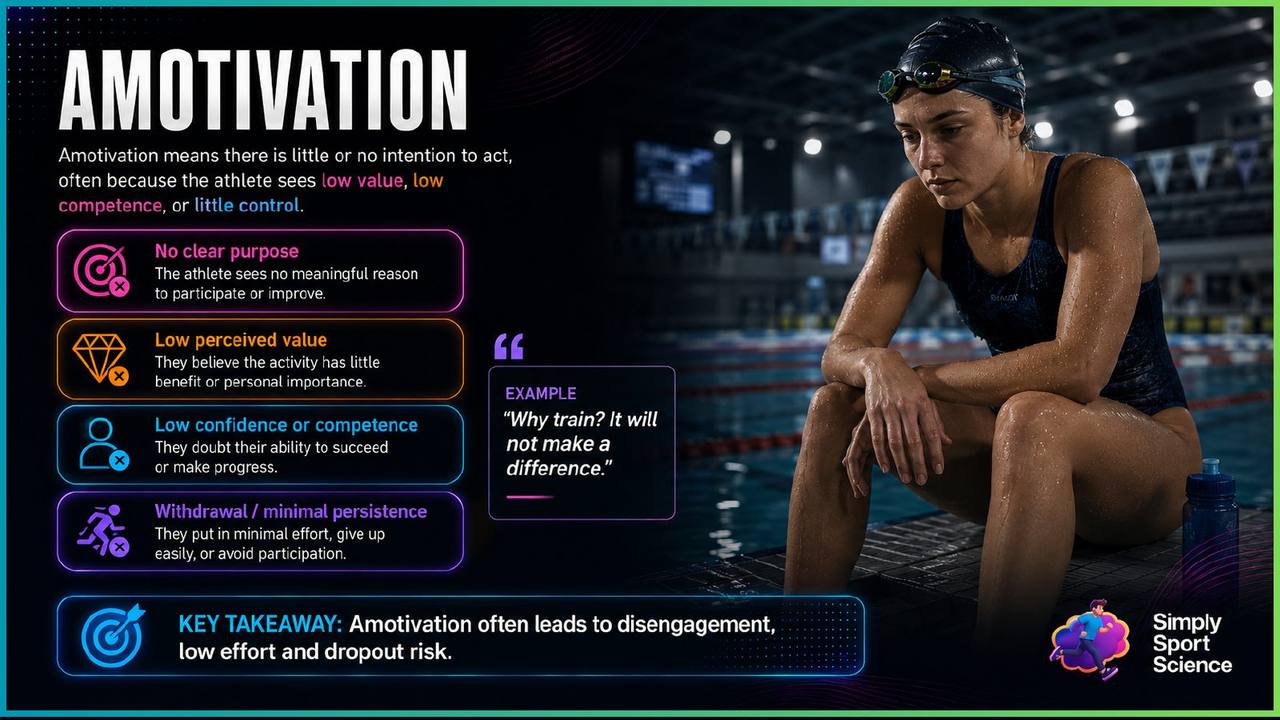 AMOTIVATION
Amotivation means there is little or no intention to act,
often because the athlete sees low value, low
competence, or little control.
No clear purpose
The athlete sees no meaningful reason
to participate or improve.
Low perceived value
They believe the activity has little
benefit or personal importance.
Low confidence or competence
They doubt their ability to succeed
or make progress.
Withdrawal / minimal persistence
They put in minimal effort, give up
easily, or avoid participation.
“
EXAMPLE
“Why train? It will
not make a
difference.”
KEY TAKEAWAY: Amotivation often leads to disengagement,
low effort and dropout risk.
Simply
Sport
Science